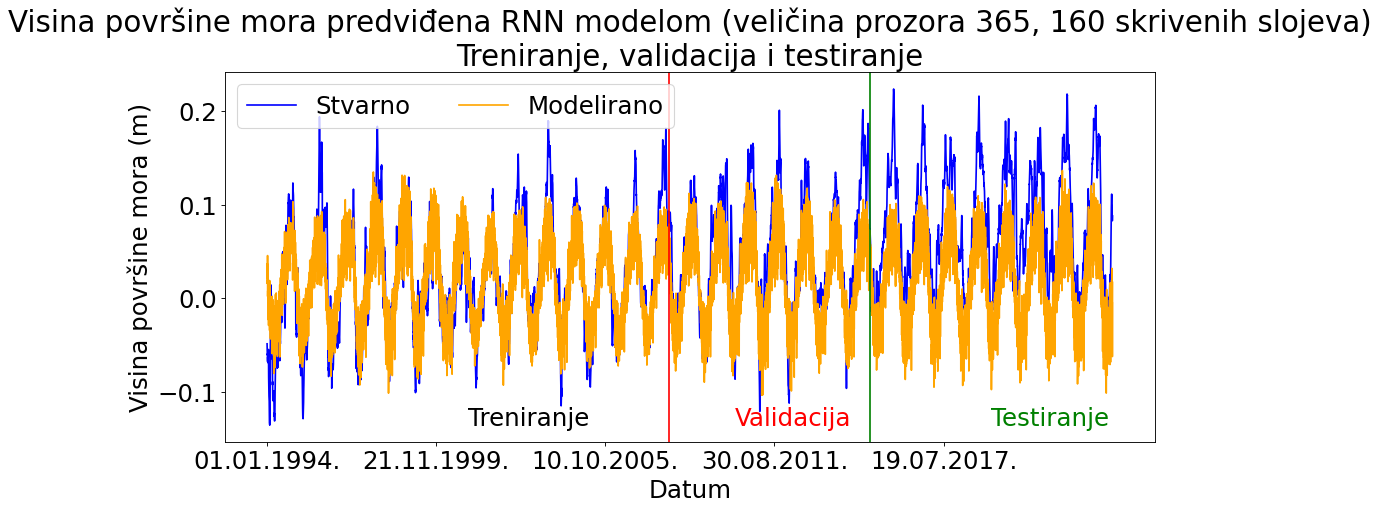 Visina površine mora predviđena RNN modelom (veličina prozora 365, 160 skrivenih slojeva)
Treniranje, validacija i testiranje
Stvarno
Modelirano
Visina površine mora (m)
0.2
0.1
0.0
−0.1
Treniranje
Validacija
Testiranje
01.01.1994.
21.11.1999.
10.10.2005.
30.08.2011.
19.07.2017.
Datum